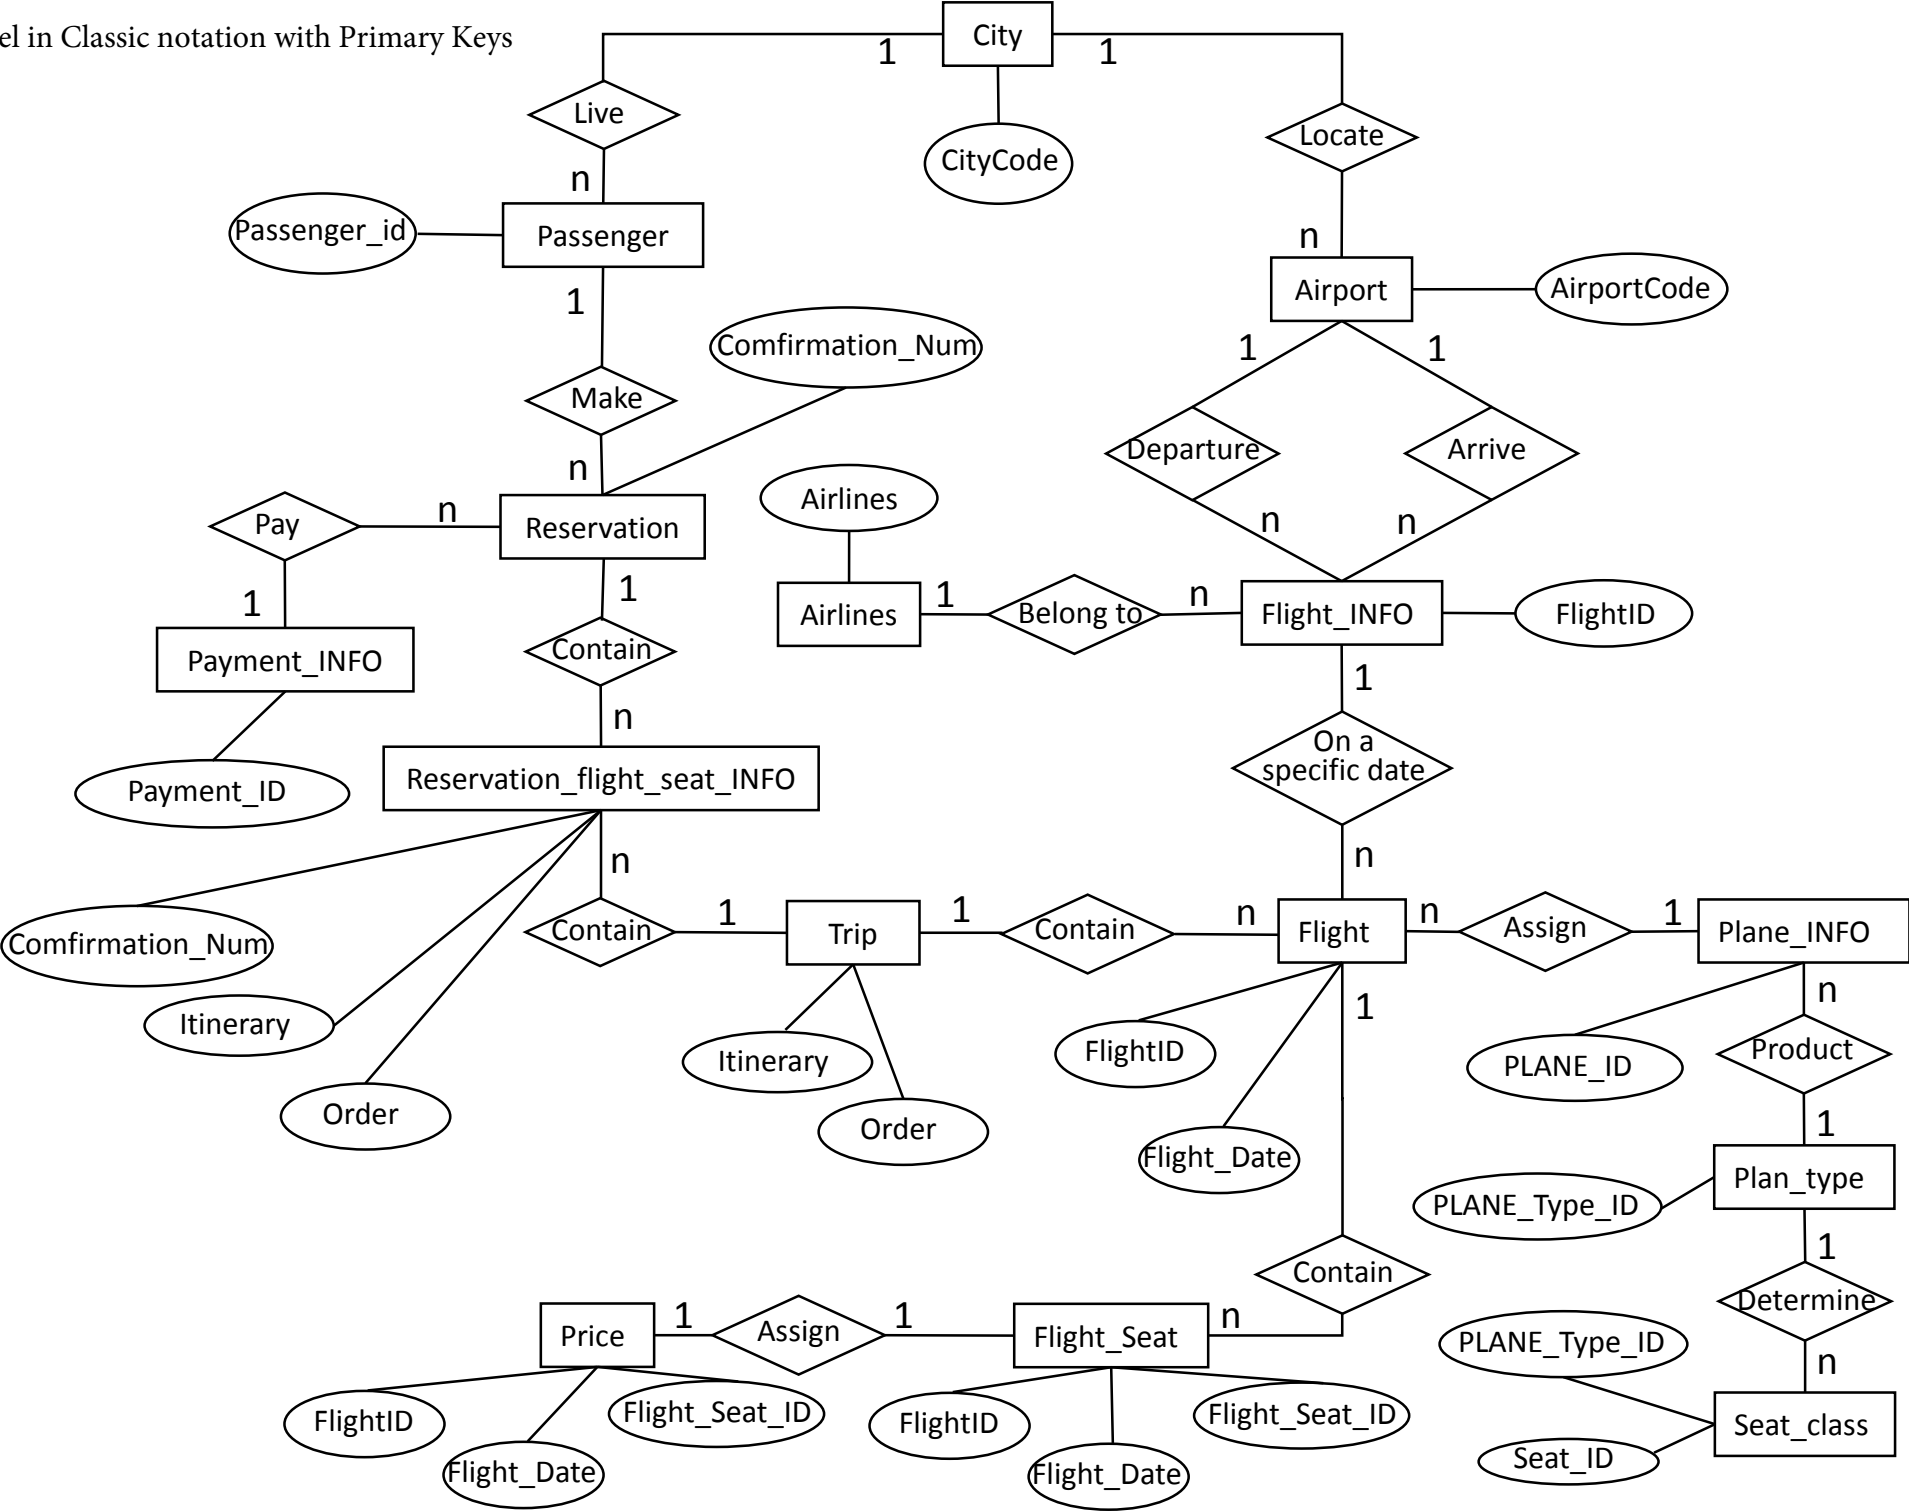 el in Classic notation with Primary Keys
City
1
1
Live
CityCode
Locate
n
n
Passenger_id
Passenger
Airport
AirportCode
1
Comfirmation_Num
1
1
Make
Departure
Arrive
n
Airlines
n
n
Pay
n
Reservation
1
1
Airlines
1
Belong to
n
Flight_INFO
FlightID
Contain
Payment_INFO
1
n
On a
specific date
Reservation_flight_seat_INFO
Payment_ID
n
n
Comfirmation_Num
Contain
1
Trip
1
Contain
n
Flight
n
Assign
1
Plane_INFO
n
1
Itinerary
Itinerary
FlightID
PLANE_ID
Product
Order
Order
1
Flight_Date
Plan_type
PLANE_Type_ID
1
Contain
Determine
Price
1
Assign
1
Flight_Seat
n
PLANE_Type_ID
n
FlightID
Flight_Seat_ID
FlightID
Flight_Seat_ID
Seat_class
Flight_Date
Flight_Date
Seat_ID